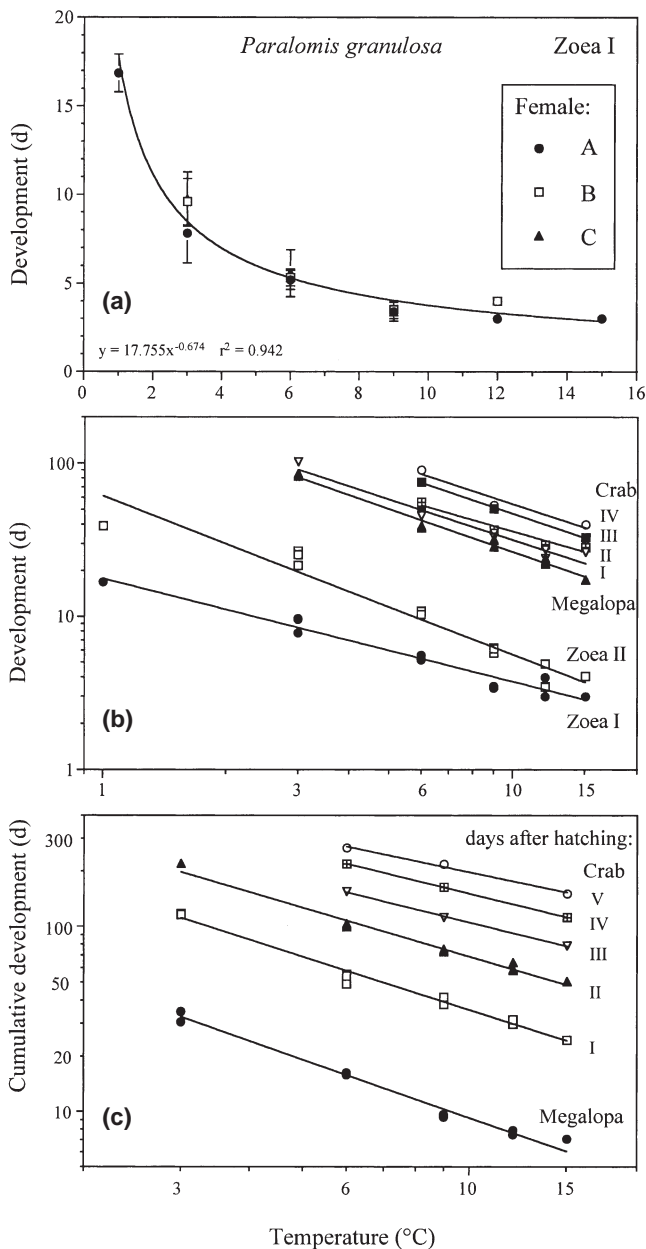 20
15
10
5
0
Development (d)
Paralomis granulosa Zoea I
Female:
A
B
C
(a)
y = 17.755x^-0.674 r^2 = 0.942
0 2 4 6 8 10 12 14 16
100
10
1
Development (d)
Crab
IV
III
II
I
Megalopa
Zoea II
Zoea I
(b)
1 3 6 10 15
300
100
50
20
10
Cumulative development (d)
days after hatching:
Crab
V
IV
III
II
I
Megalopa
(c)
3 6 10 15
Temperature (°C)